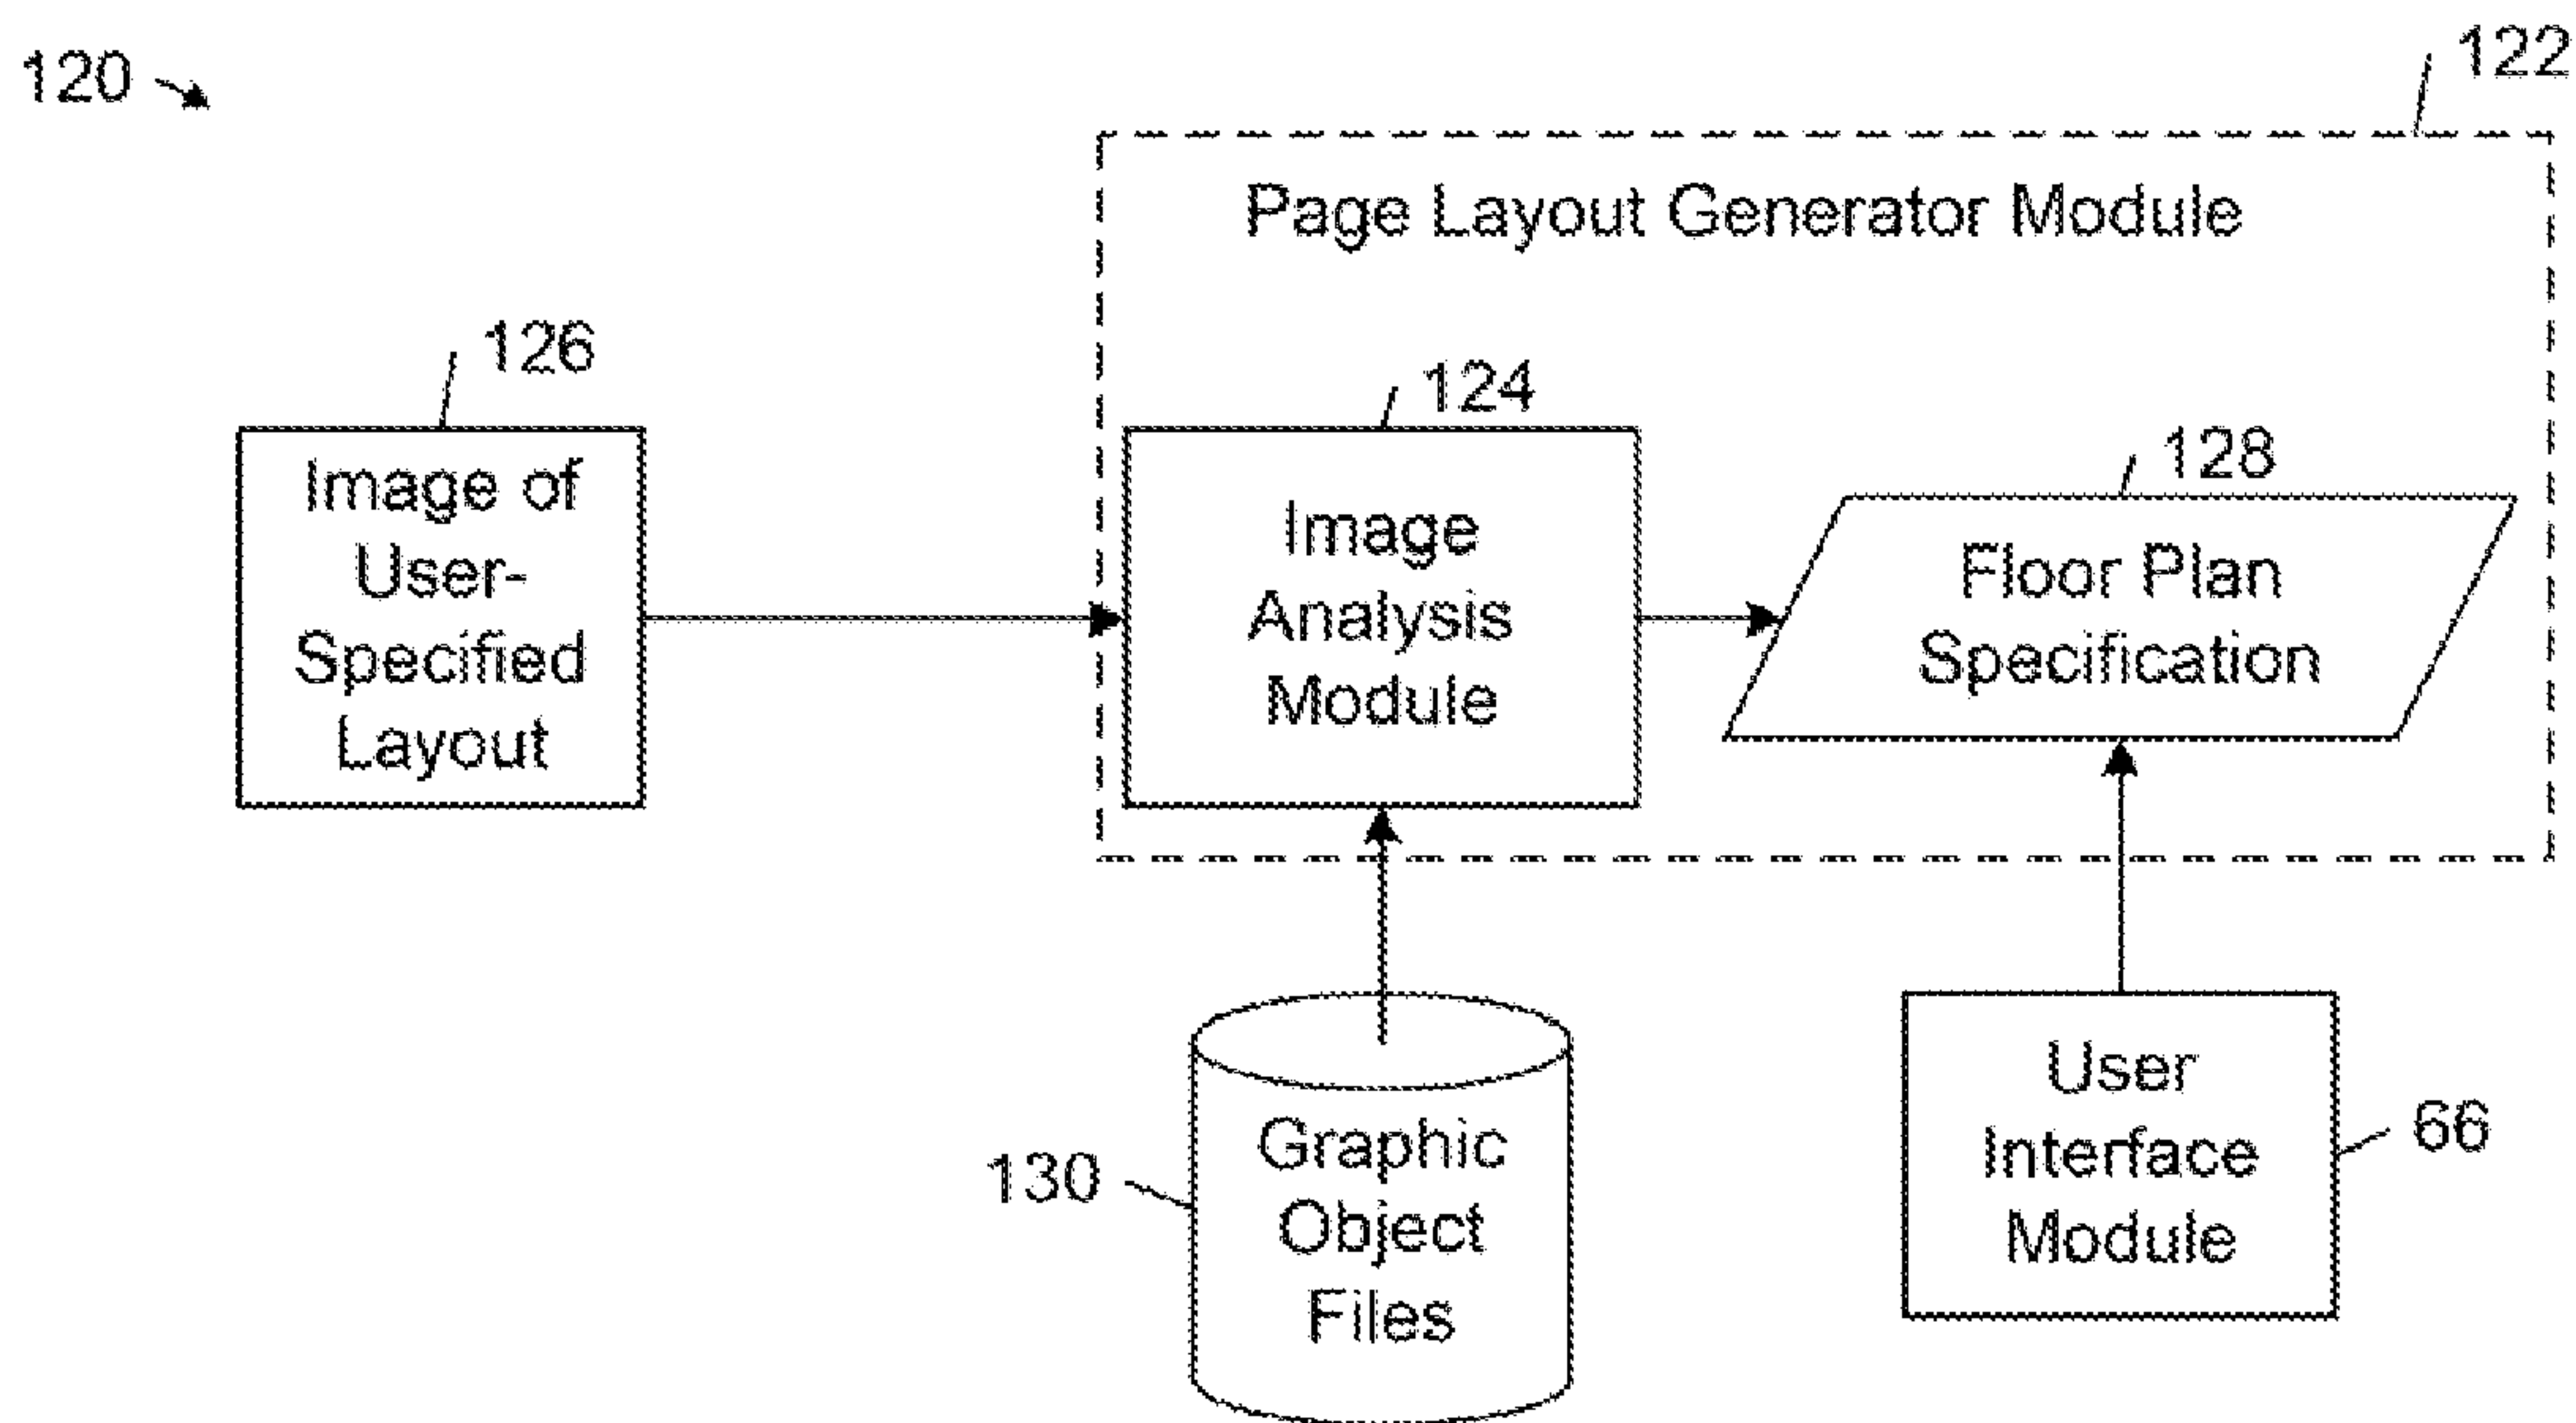 120
122
Page Layout Generator Module
126
Image of
User-
Specified
Layout
124
Image
Analysis
Module
128
Floor Plan
Specification
130
Graphic
Object
Files
User
Interface
Module
66